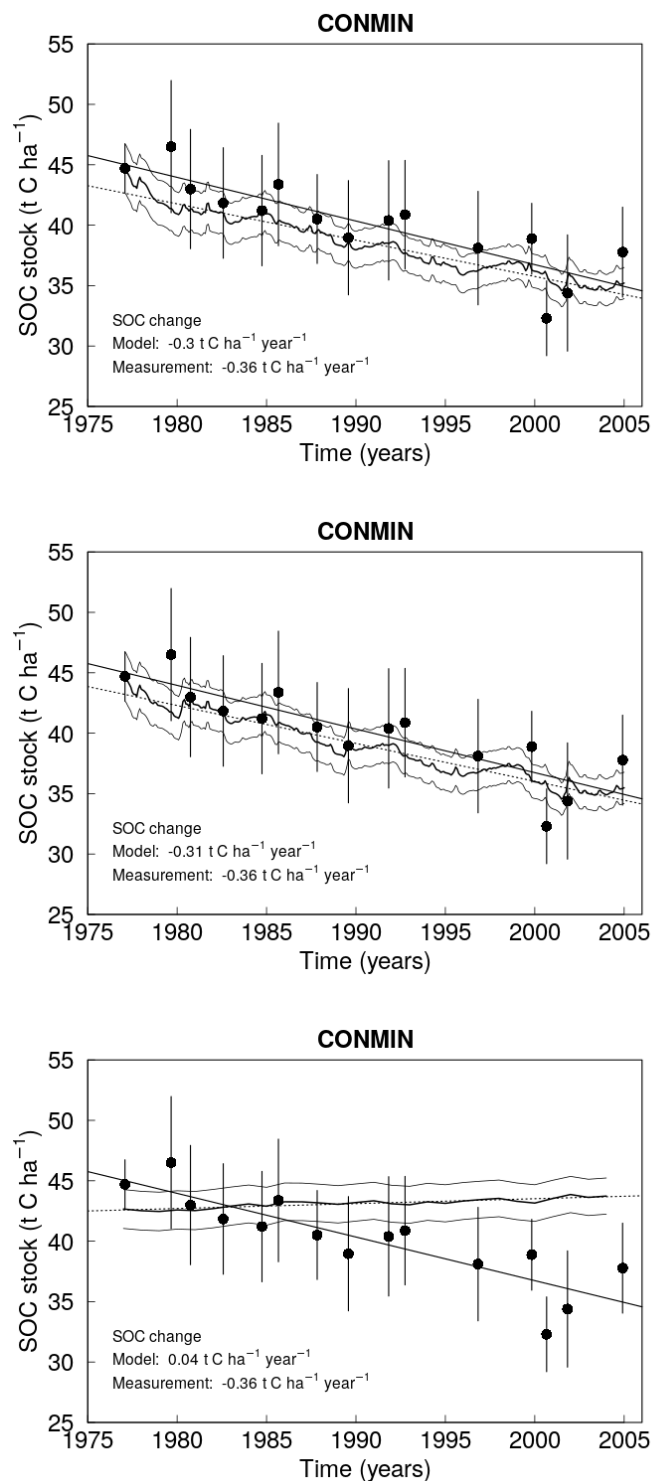 CONMIN
55
50
45
40
35
30
25
SOC stock (t C ha⁻¹)
SOC change
Model: -0.3 t C ha⁻¹ year⁻¹
Measurement: -0.36 t C ha⁻¹ year⁻¹
1975 1980 1985 1990 1995 2000 2005
Time (years)
CONMIN
55
50
45
40
35
30
25
SOC stock (t C ha⁻¹)
SOC change
Model: -0.31 t C ha⁻¹ year⁻¹
Measurement: -0.36 t C ha⁻¹ year⁻¹
1975 1980 1985 1990 1995 2000 2005
Time (years)
CONMIN
55
50
45
40
35
30
25
SOC stock (t C ha⁻¹)
SOC change
Model: 0.04 t C ha⁻¹ year⁻¹
Measurement: -0.36 t C ha⁻¹ year⁻¹
1975 1980 1985 1990 1995 2000 2005
Time (years)